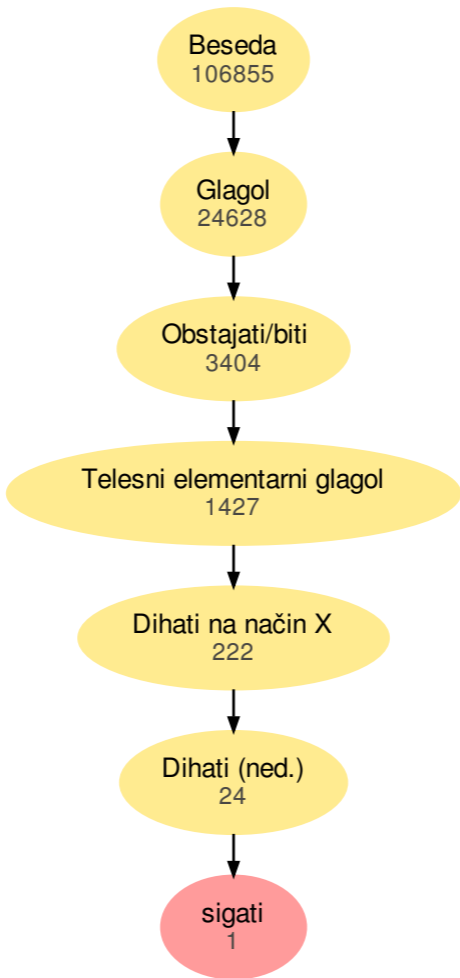 Beseda
106855
Glagol
24628
Obstajati/biti
3404
Telesni elementarni glagol
1427
Dihati na način X
222
Dihati (ned.)
24
sigati
1